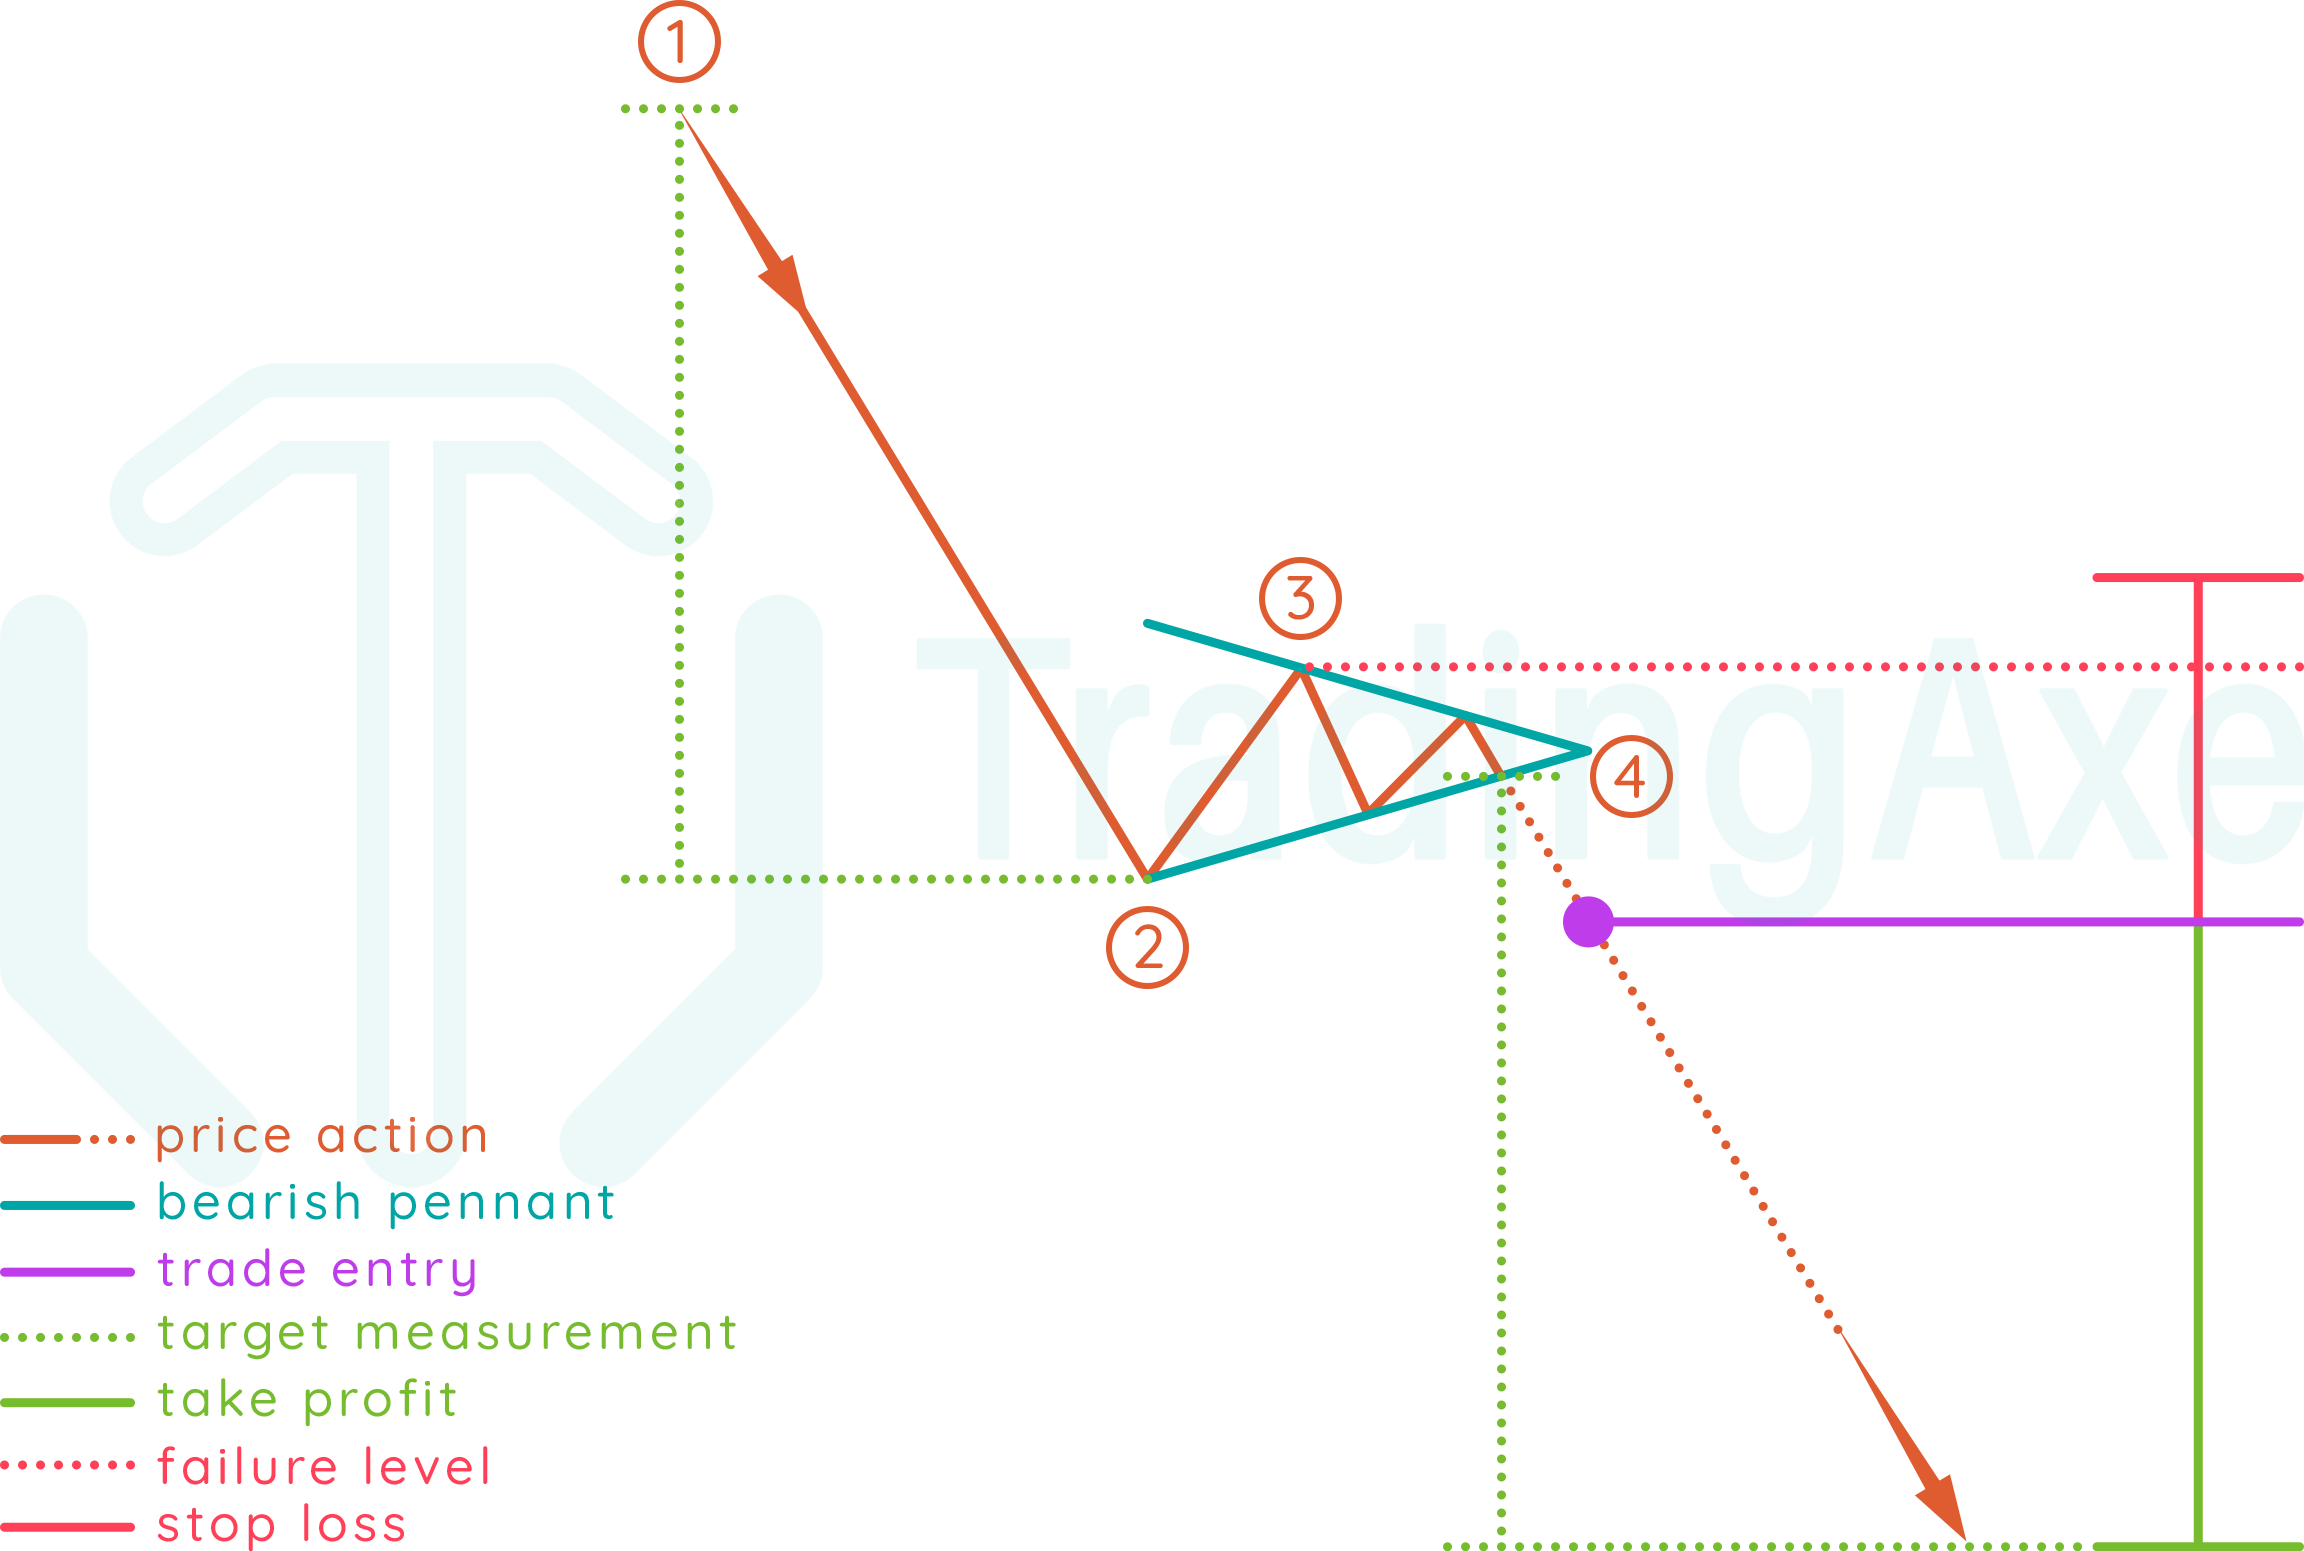 1
3
TradingAxe
4
2
price action
bearish pennant
trade entry
target measurement
take profit
failure level
stop loss